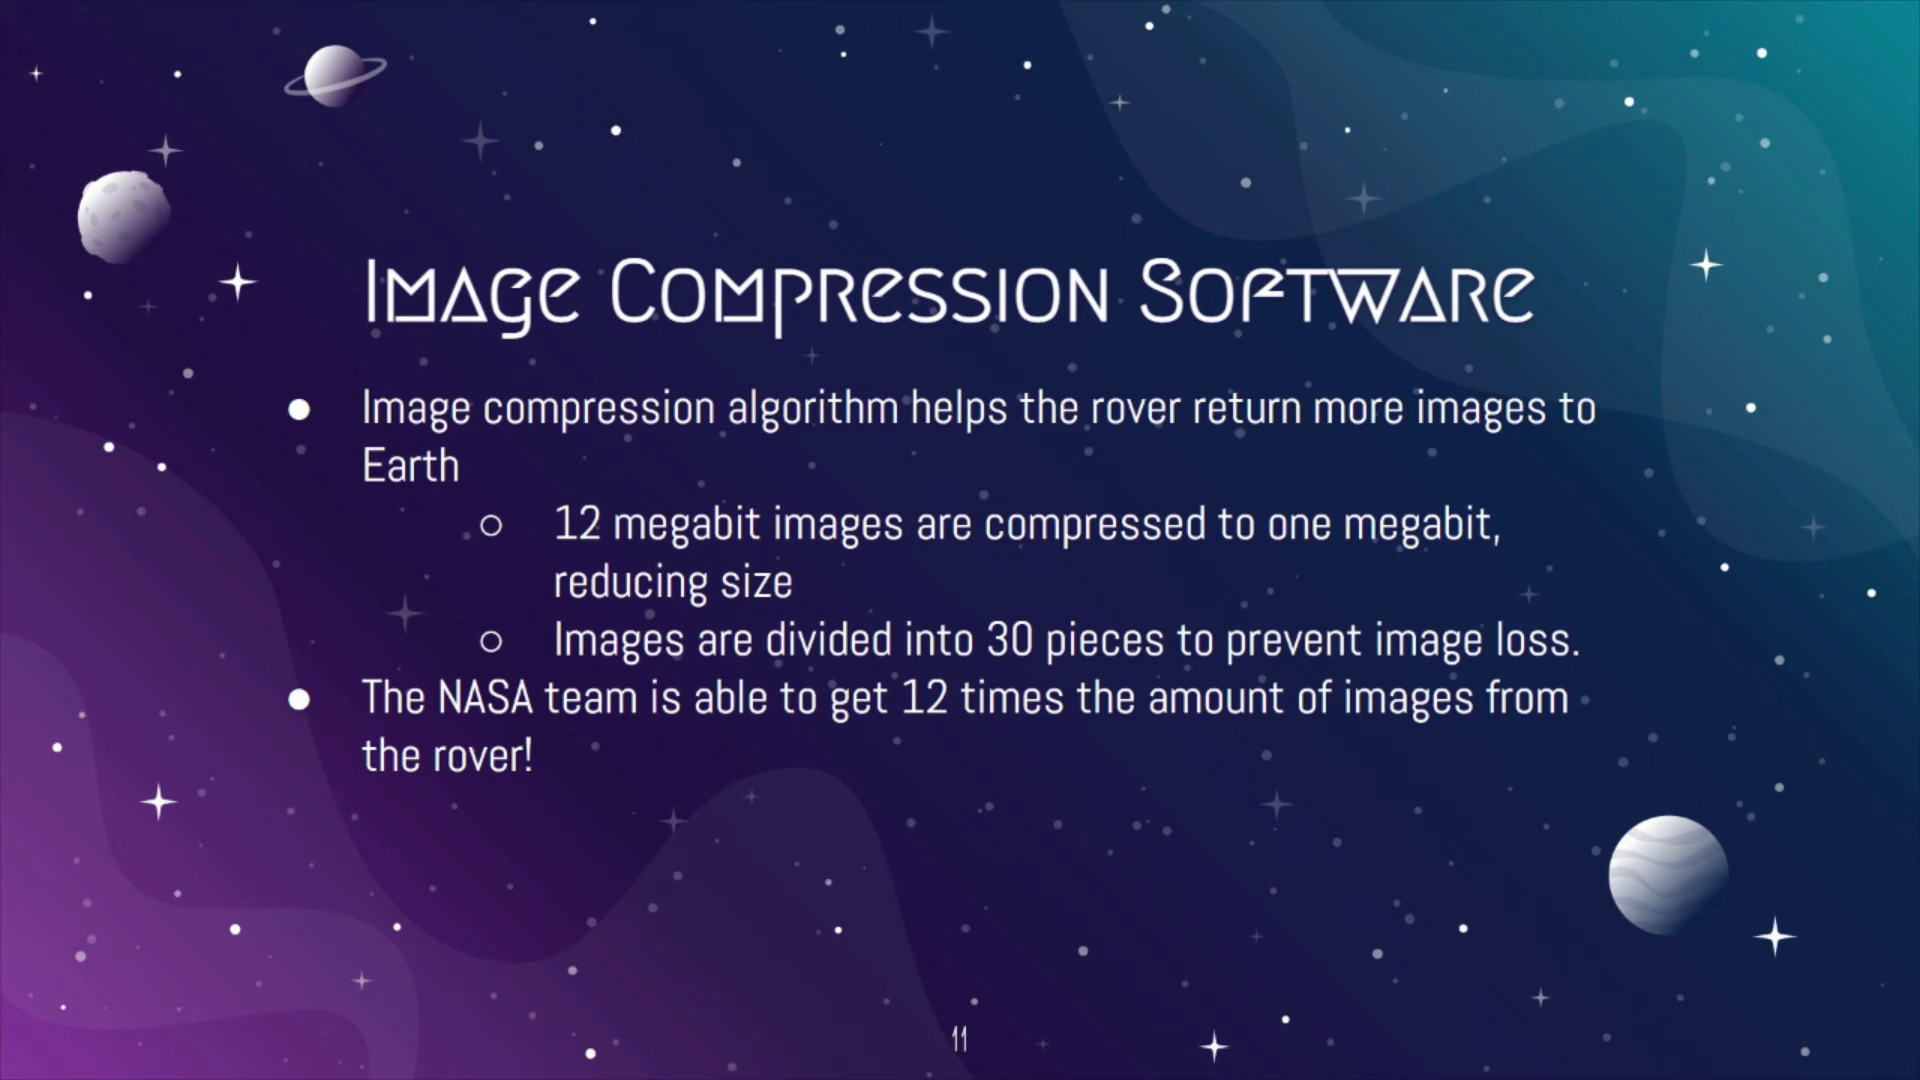 Image Compression Software
● Image compression algorithm helps the rover return more images to
Earth
○ 12 megabit images are compressed to one megabit,
reducing size
○ Images are divided into 30 pieces to prevent image loss.
● The NASA team is able to get 12 times the amount of images from
the rover!
11